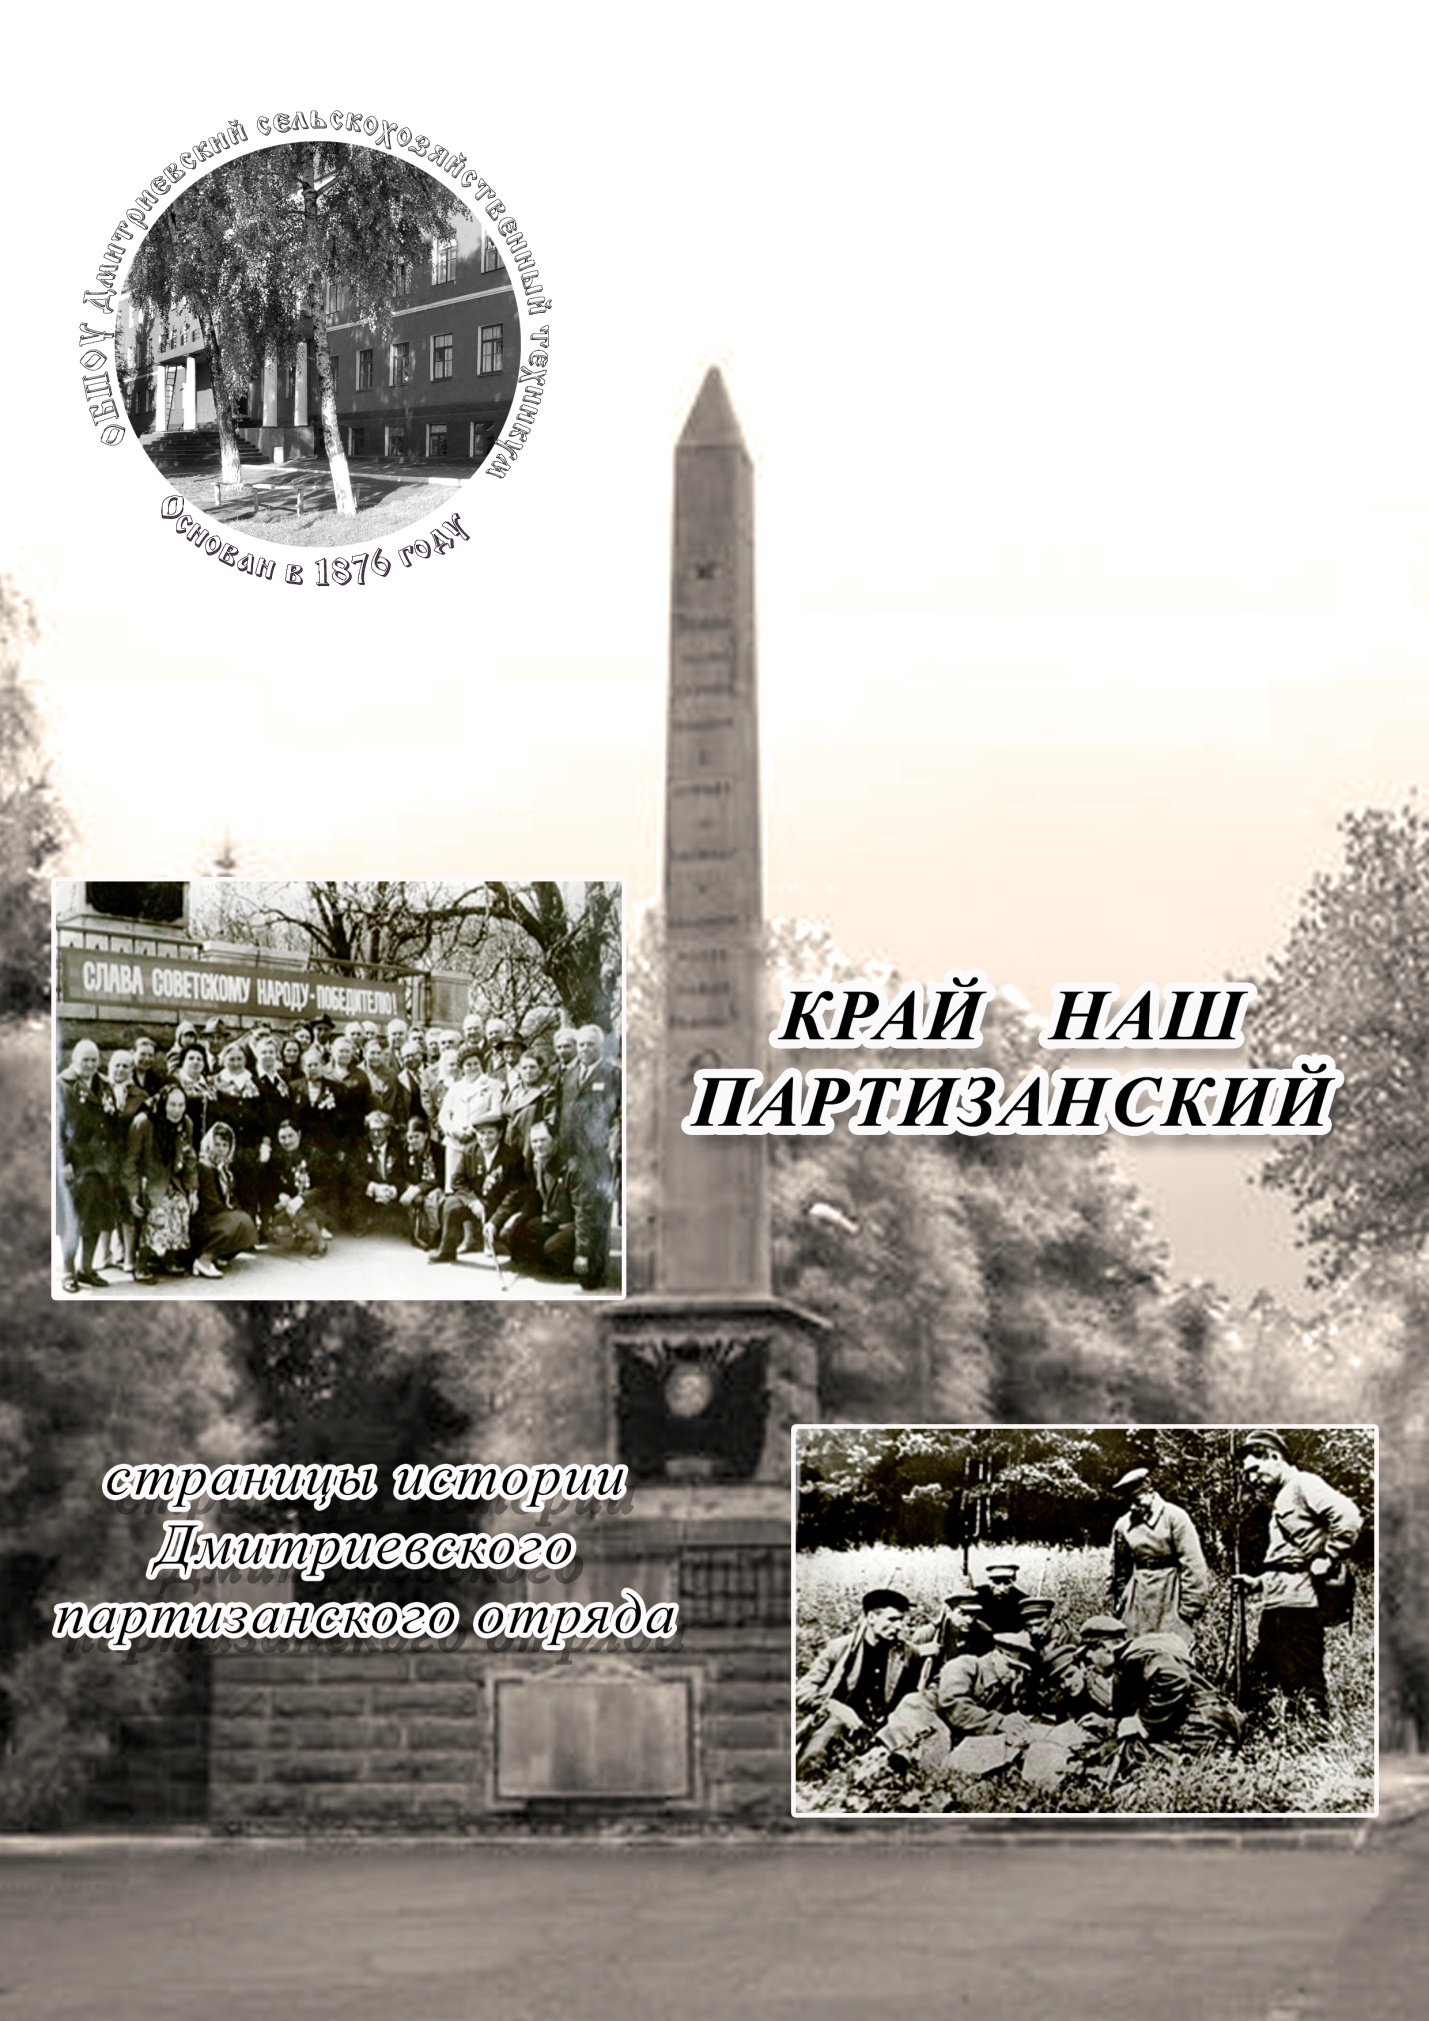 ОБПОУ Дмитриевский сельскохозяйственный техникум
Основан в 1876 году
СЛАВА СОВЕТСКОМУ НАРОДУ-ПОБЕДИТЕЛЮ!
КРАЙ НАШ
ПАРТИЗАНСКИЙ
страницы истории
Дмитриевского
партизанского отряда